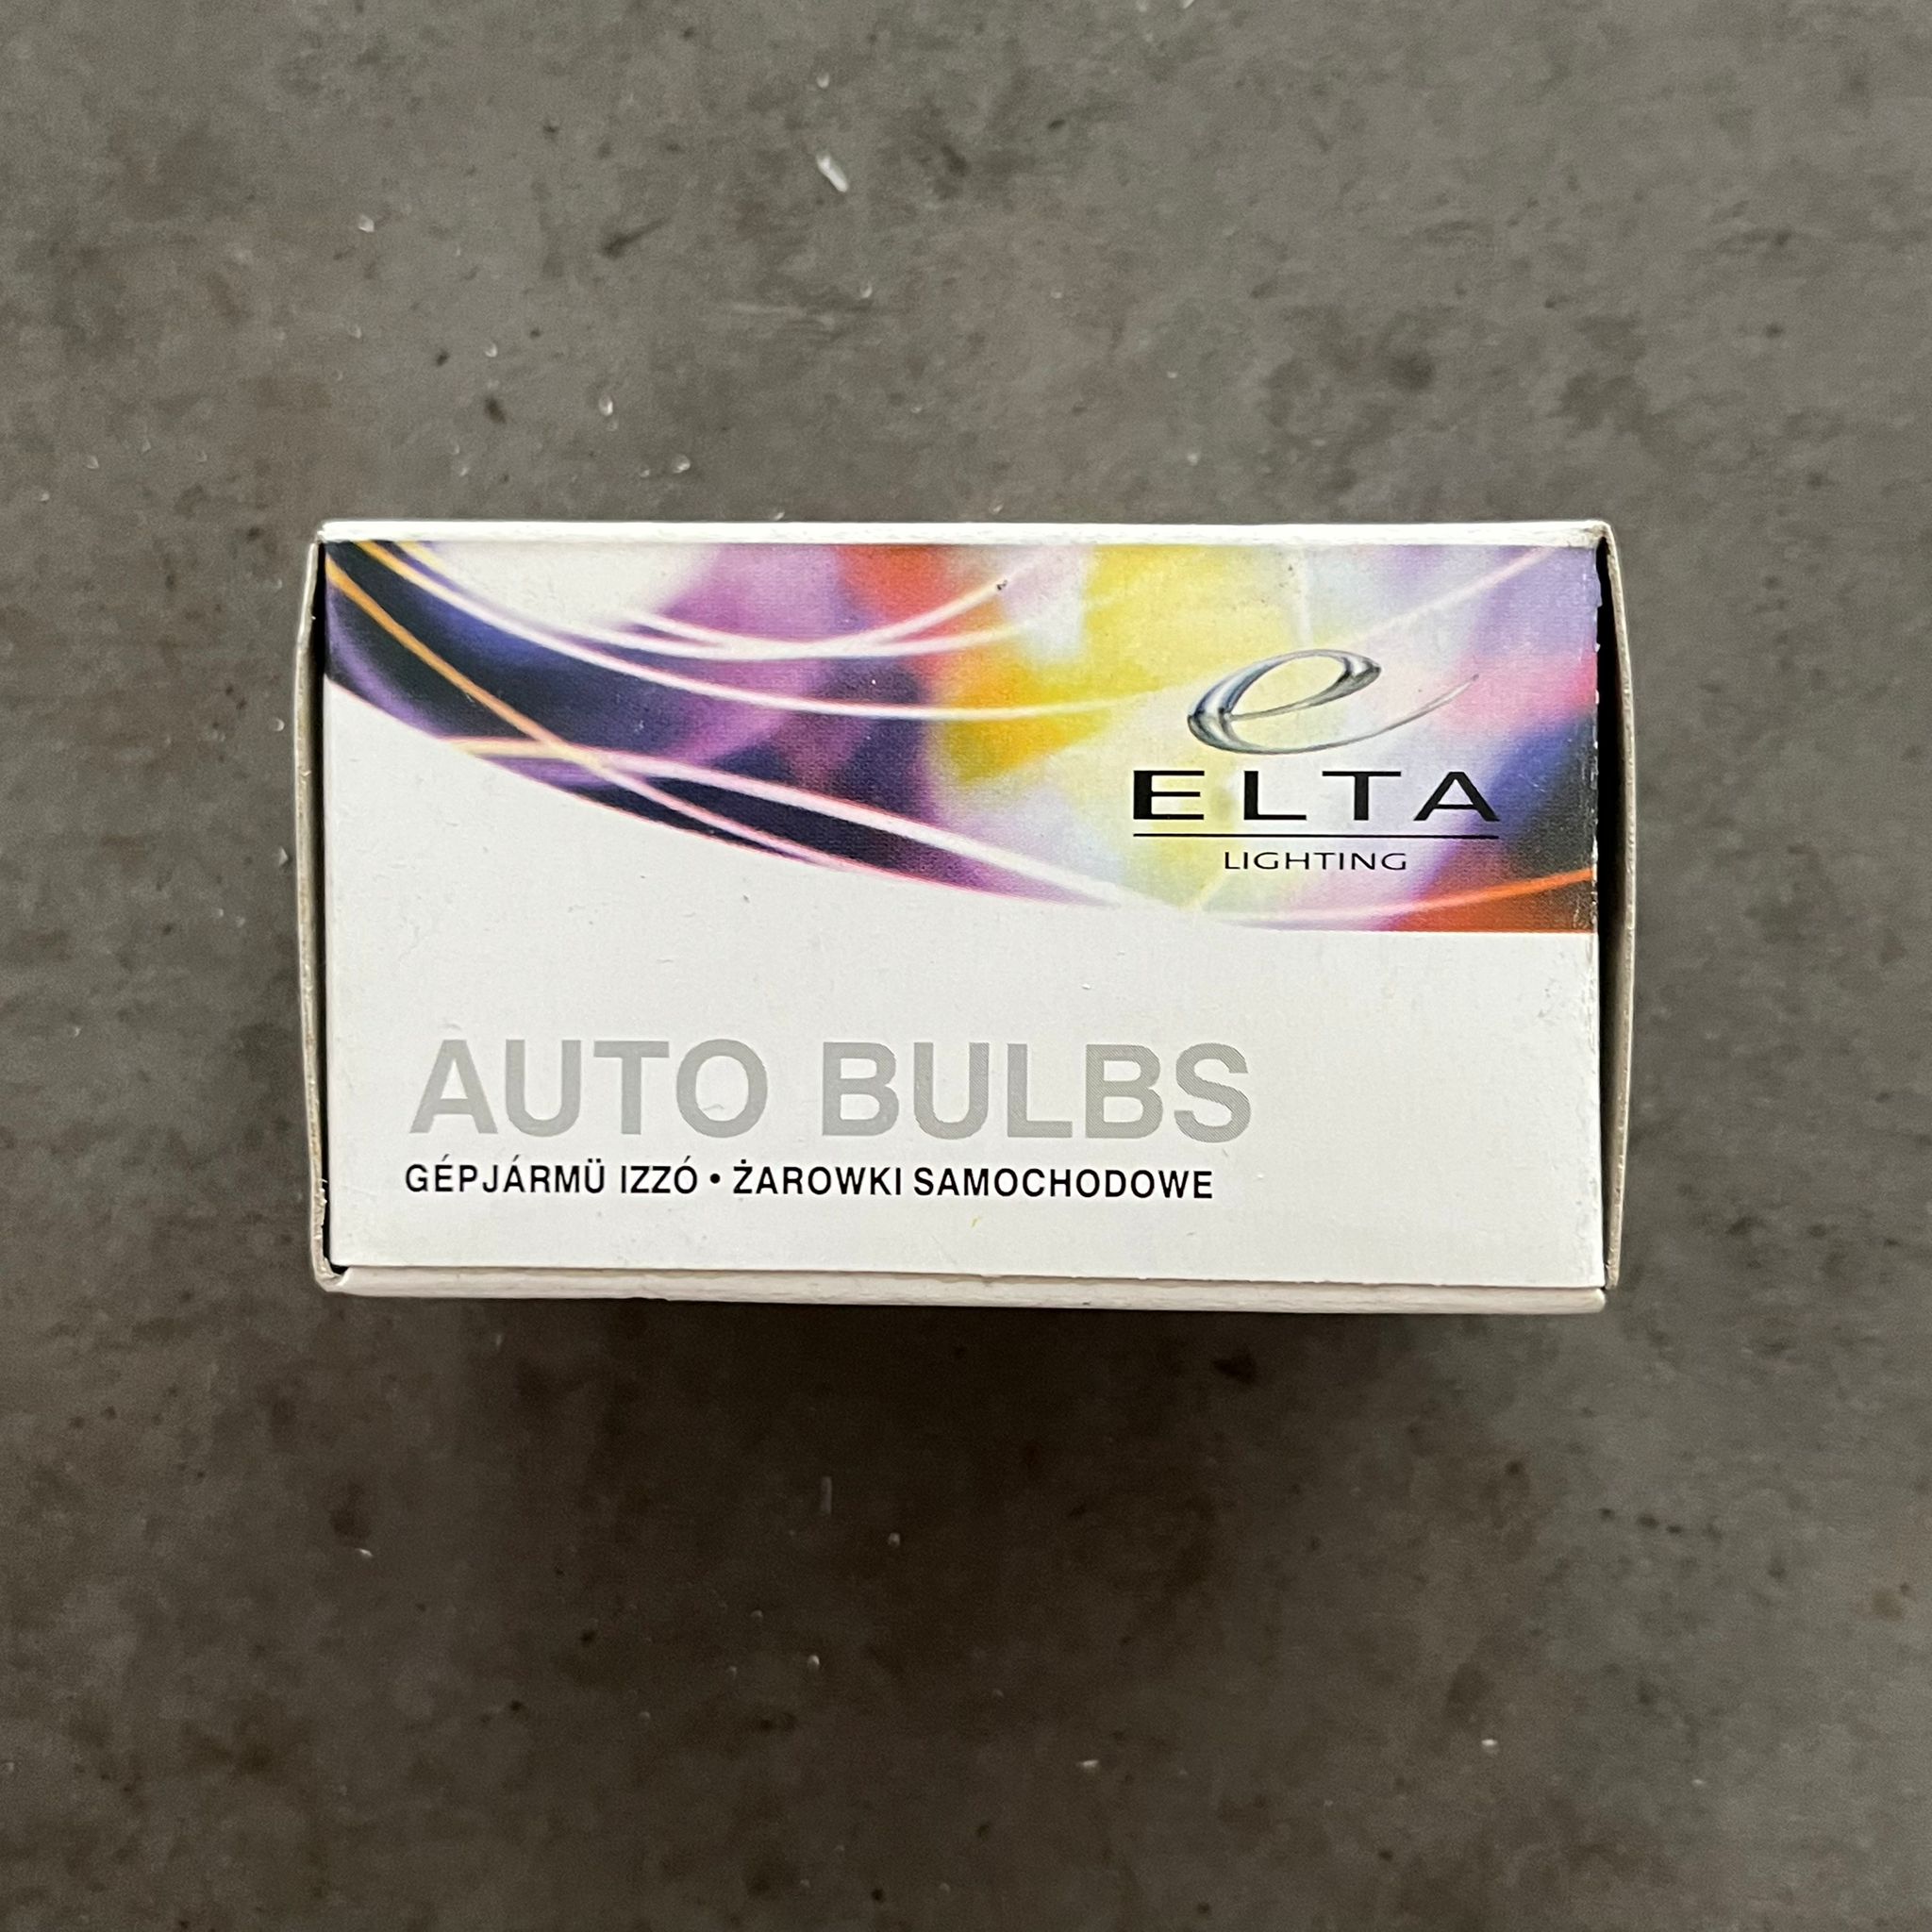 e
ELTA
LIGHTING
AUTO BULBS
GÉPJÁRMÜ IZZÓ • ŻAROWKI SAMOCHODOWE